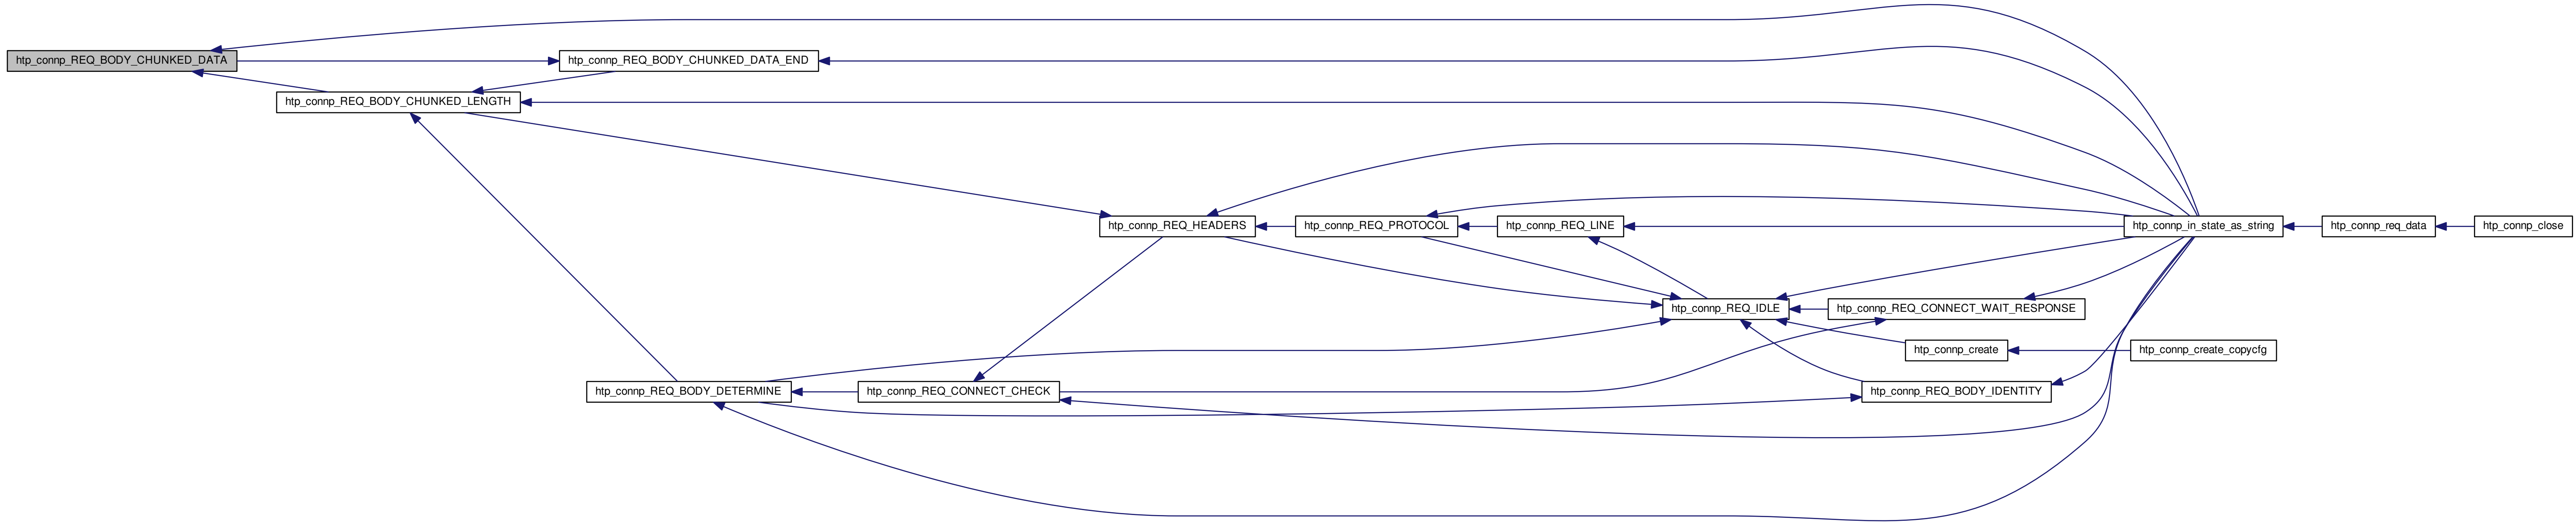 htp_connp_REQ_BODY_CHUNKED_DATA
htp_connp_REQ_BODY_CHUNKED_DATA_END
htp_connp_REQ_BODY_CHUNKED_LENGTH
htp_connp_REQ_HEADERS
htp_connp_REQ_PROTOCOL
htp_connp_REQ_LINE
htp_connp_in_state_as_string
htp_connp_req_data
htp_connp_close
htp_connp_REQ_IDLE
htp_connp_REQ_CONNECT_WAIT_RESPONSE
htp_connp_create
htp_connp_create_copycfg
htp_connp_REQ_BODY_DETERMINE
htp_connp_REQ_CONNECT_CHECK
htp_connp_REQ_BODY_IDENTITY